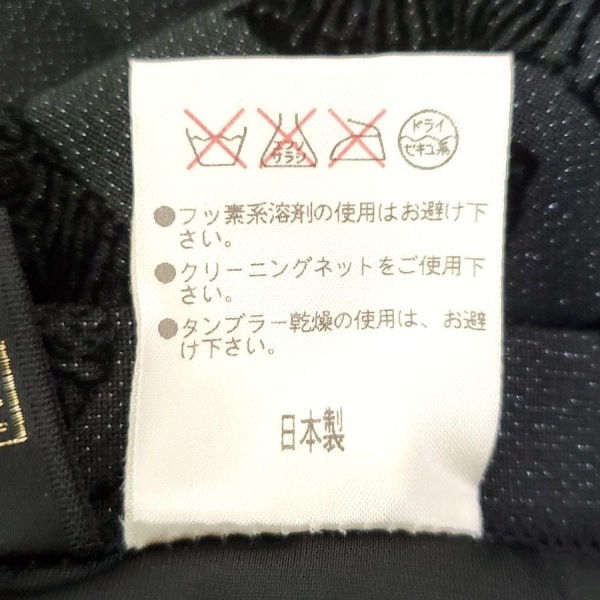 エンソ
サラシ
ドライ
セキユ系
●フッ素系溶剤の使用はお避け下
さい。
●クリーニングネットをご使用下
さい。
●タンブラー乾燥の使用は、お避
け下さい。
日本製